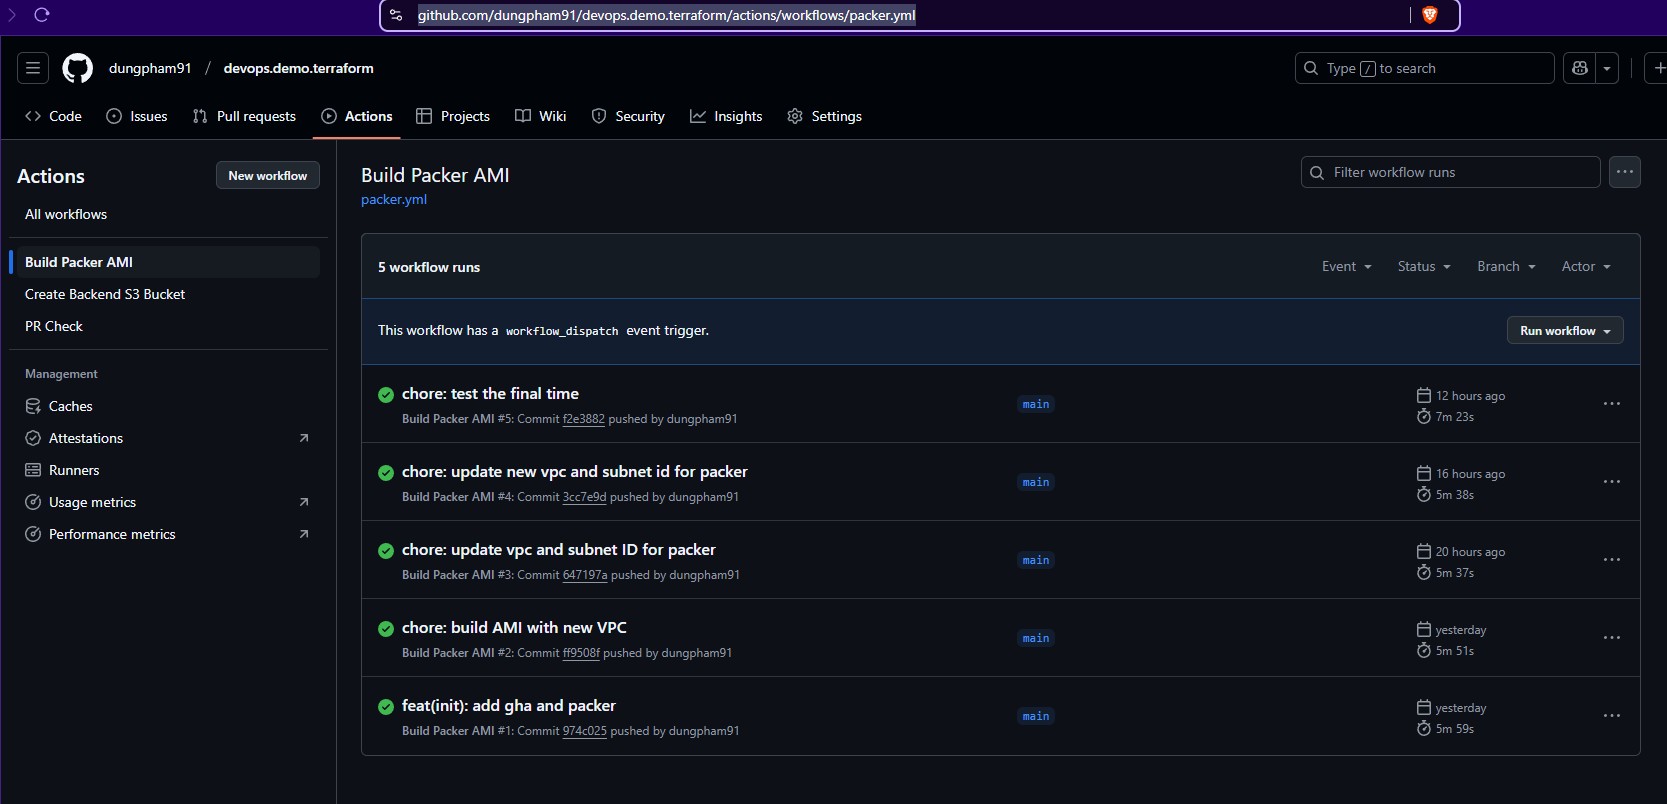 github.com/dungpham91/devops.demo.terraform/actions/workflows/packer.yml
dungpham91 / devops.demo.terraform
Type / to search
Code Issues Pull requests Actions Projects Wiki Security Insights Settings
Actions
New workflow
All workflows
Build Packer AMI
Create Backend S3 Bucket
PR Check
Management
Caches
Attestations
Runners
Usage metrics
Performance metrics
Build Packer AMI
packer.yml
Filter workflow runs
5 workflow runs
Event Status Branch Actor
This workflow has a workflow_dispatch event trigger.
Run workflow
chore: test the final time
Build Packer AMI #5: Commit f2e3882 pushed by dungpham91
main
12 hours ago
7m 23s
chore: update new vpc and subnet id for packer
Build Packer AMI #4: Commit 3cc7e9d pushed by dungpham91
main
16 hours ago
5m 38s
chore: update vpc and subnet ID for packer
Build Packer AMI #3: Commit 647197a pushed by dungpham91
main
20 hours ago
5m 37s
chore: build AMI with new VPC
Build Packer AMI #2: Commit ff9508f pushed by dungpham91
main
yesterday
5m 51s
feat(init): add gha and packer
Build Packer AMI #1: Commit 974c025 pushed by dungpham91
main
yesterday
5m 59s